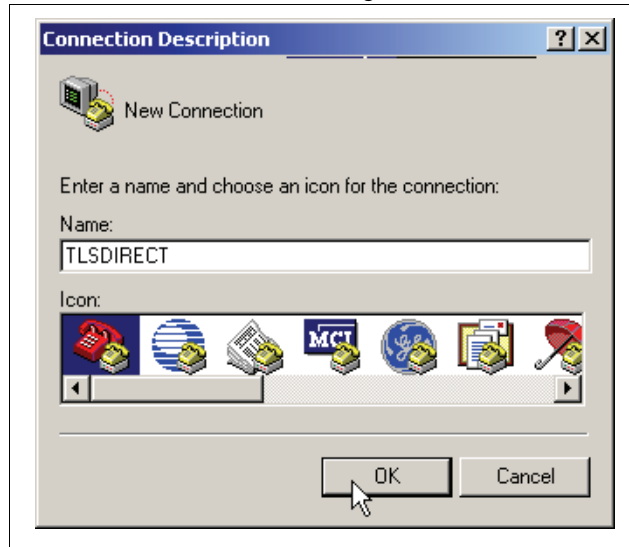 Connection Description
New Connection
Enter a name and choose an icon for the connection:
Name:
TLSDIRECT
Icon:
MCI
OK Cancel